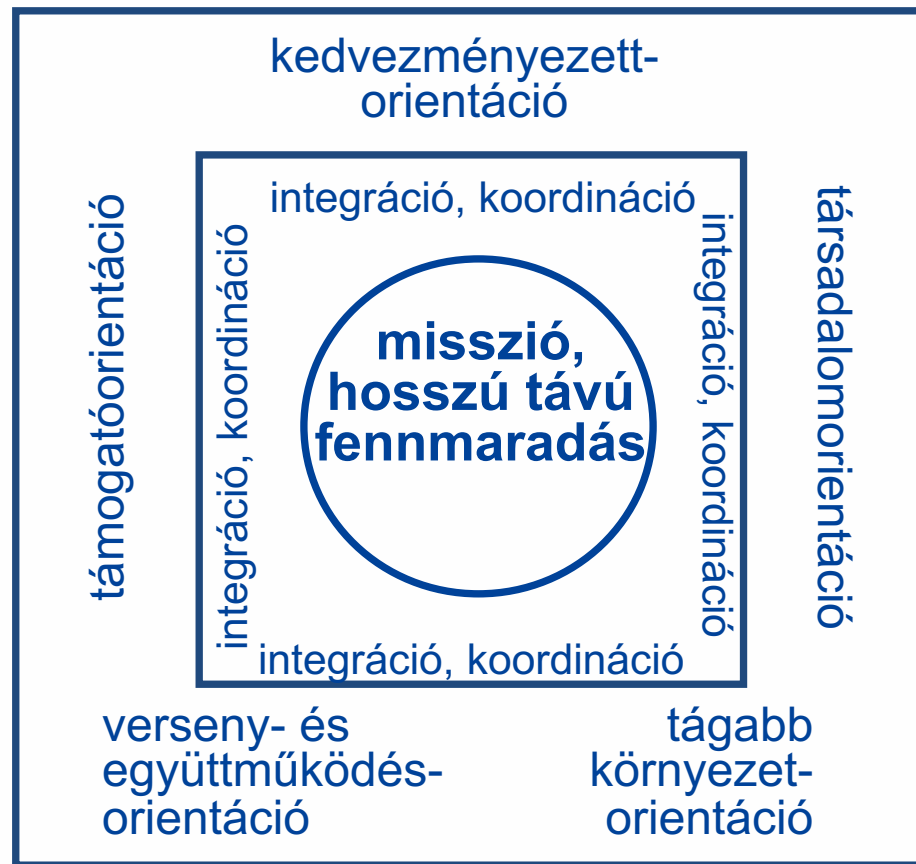 kedvezményezett-
orientáció
támogatóorientáció
integráció, koordináció
integráció, koordináció
misszió,
hosszú távú
fennmaradás
integráció, koordináció
integráció, koordináció
társadalomorientáció
verseny- és
együttműködés-
orientáció
tágabb
környezet-
orientáció